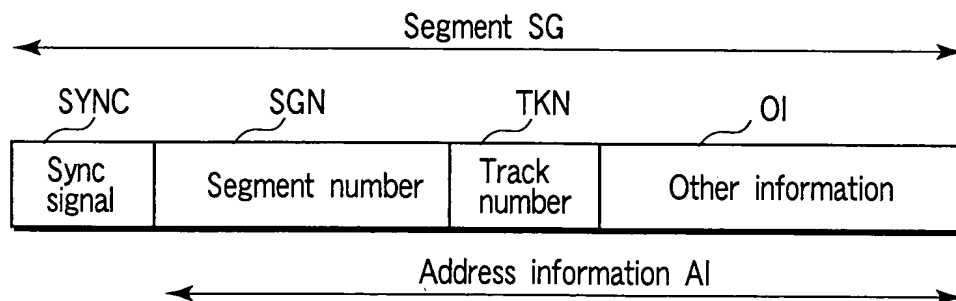 Segment SG
SYNC
SGN
TKN
OI
Sync
signal
Segment number
Track
number
Other information
Address information AI